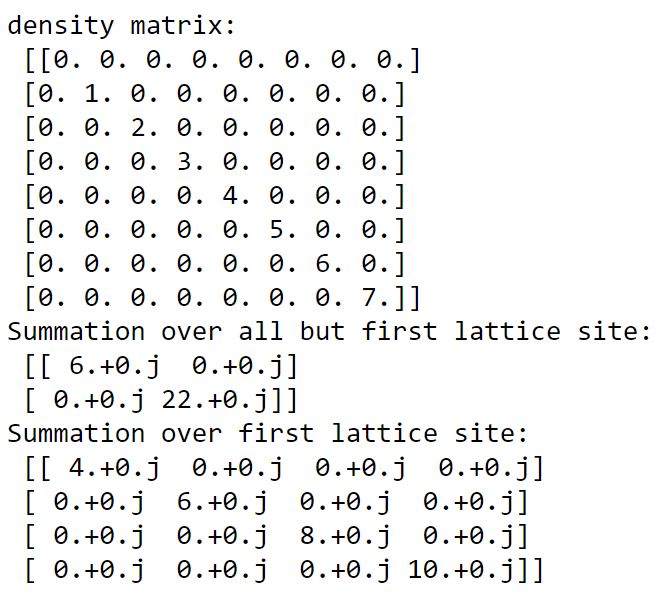 density matrix:
 [[0. 0. 0. 0. 0. 0. 0. 0.]
 [0. 1. 0. 0. 0. 0. 0. 0.]
 [0. 0. 2. 0. 0. 0. 0. 0.]
 [0. 0. 0. 3. 0. 0. 0. 0.]
 [0. 0. 0. 0. 4. 0. 0. 0.]
 [0. 0. 0. 0. 0. 5. 0. 0.]
 [0. 0. 0. 0. 0. 0. 6. 0.]
 [0. 0. 0. 0. 0. 0. 0. 7.]]
Summation over all but first lattice site:
 [[ 6.+0.j  0.+0.j]
 [ 0.+0.j 22.+0.j]]
Summation over first lattice site:
 [[ 4.+0.j  0.+0.j  0.+0.j  0.+0.j]
 [ 0.+0.j  6.+0.j  0.+0.j  0.+0.j]
 [ 0.+0.j  0.+0.j  8.+0.j  0.+0.j]
 [ 0.+0.j  0.+0.j  0.+0.j 10.+0.j]]